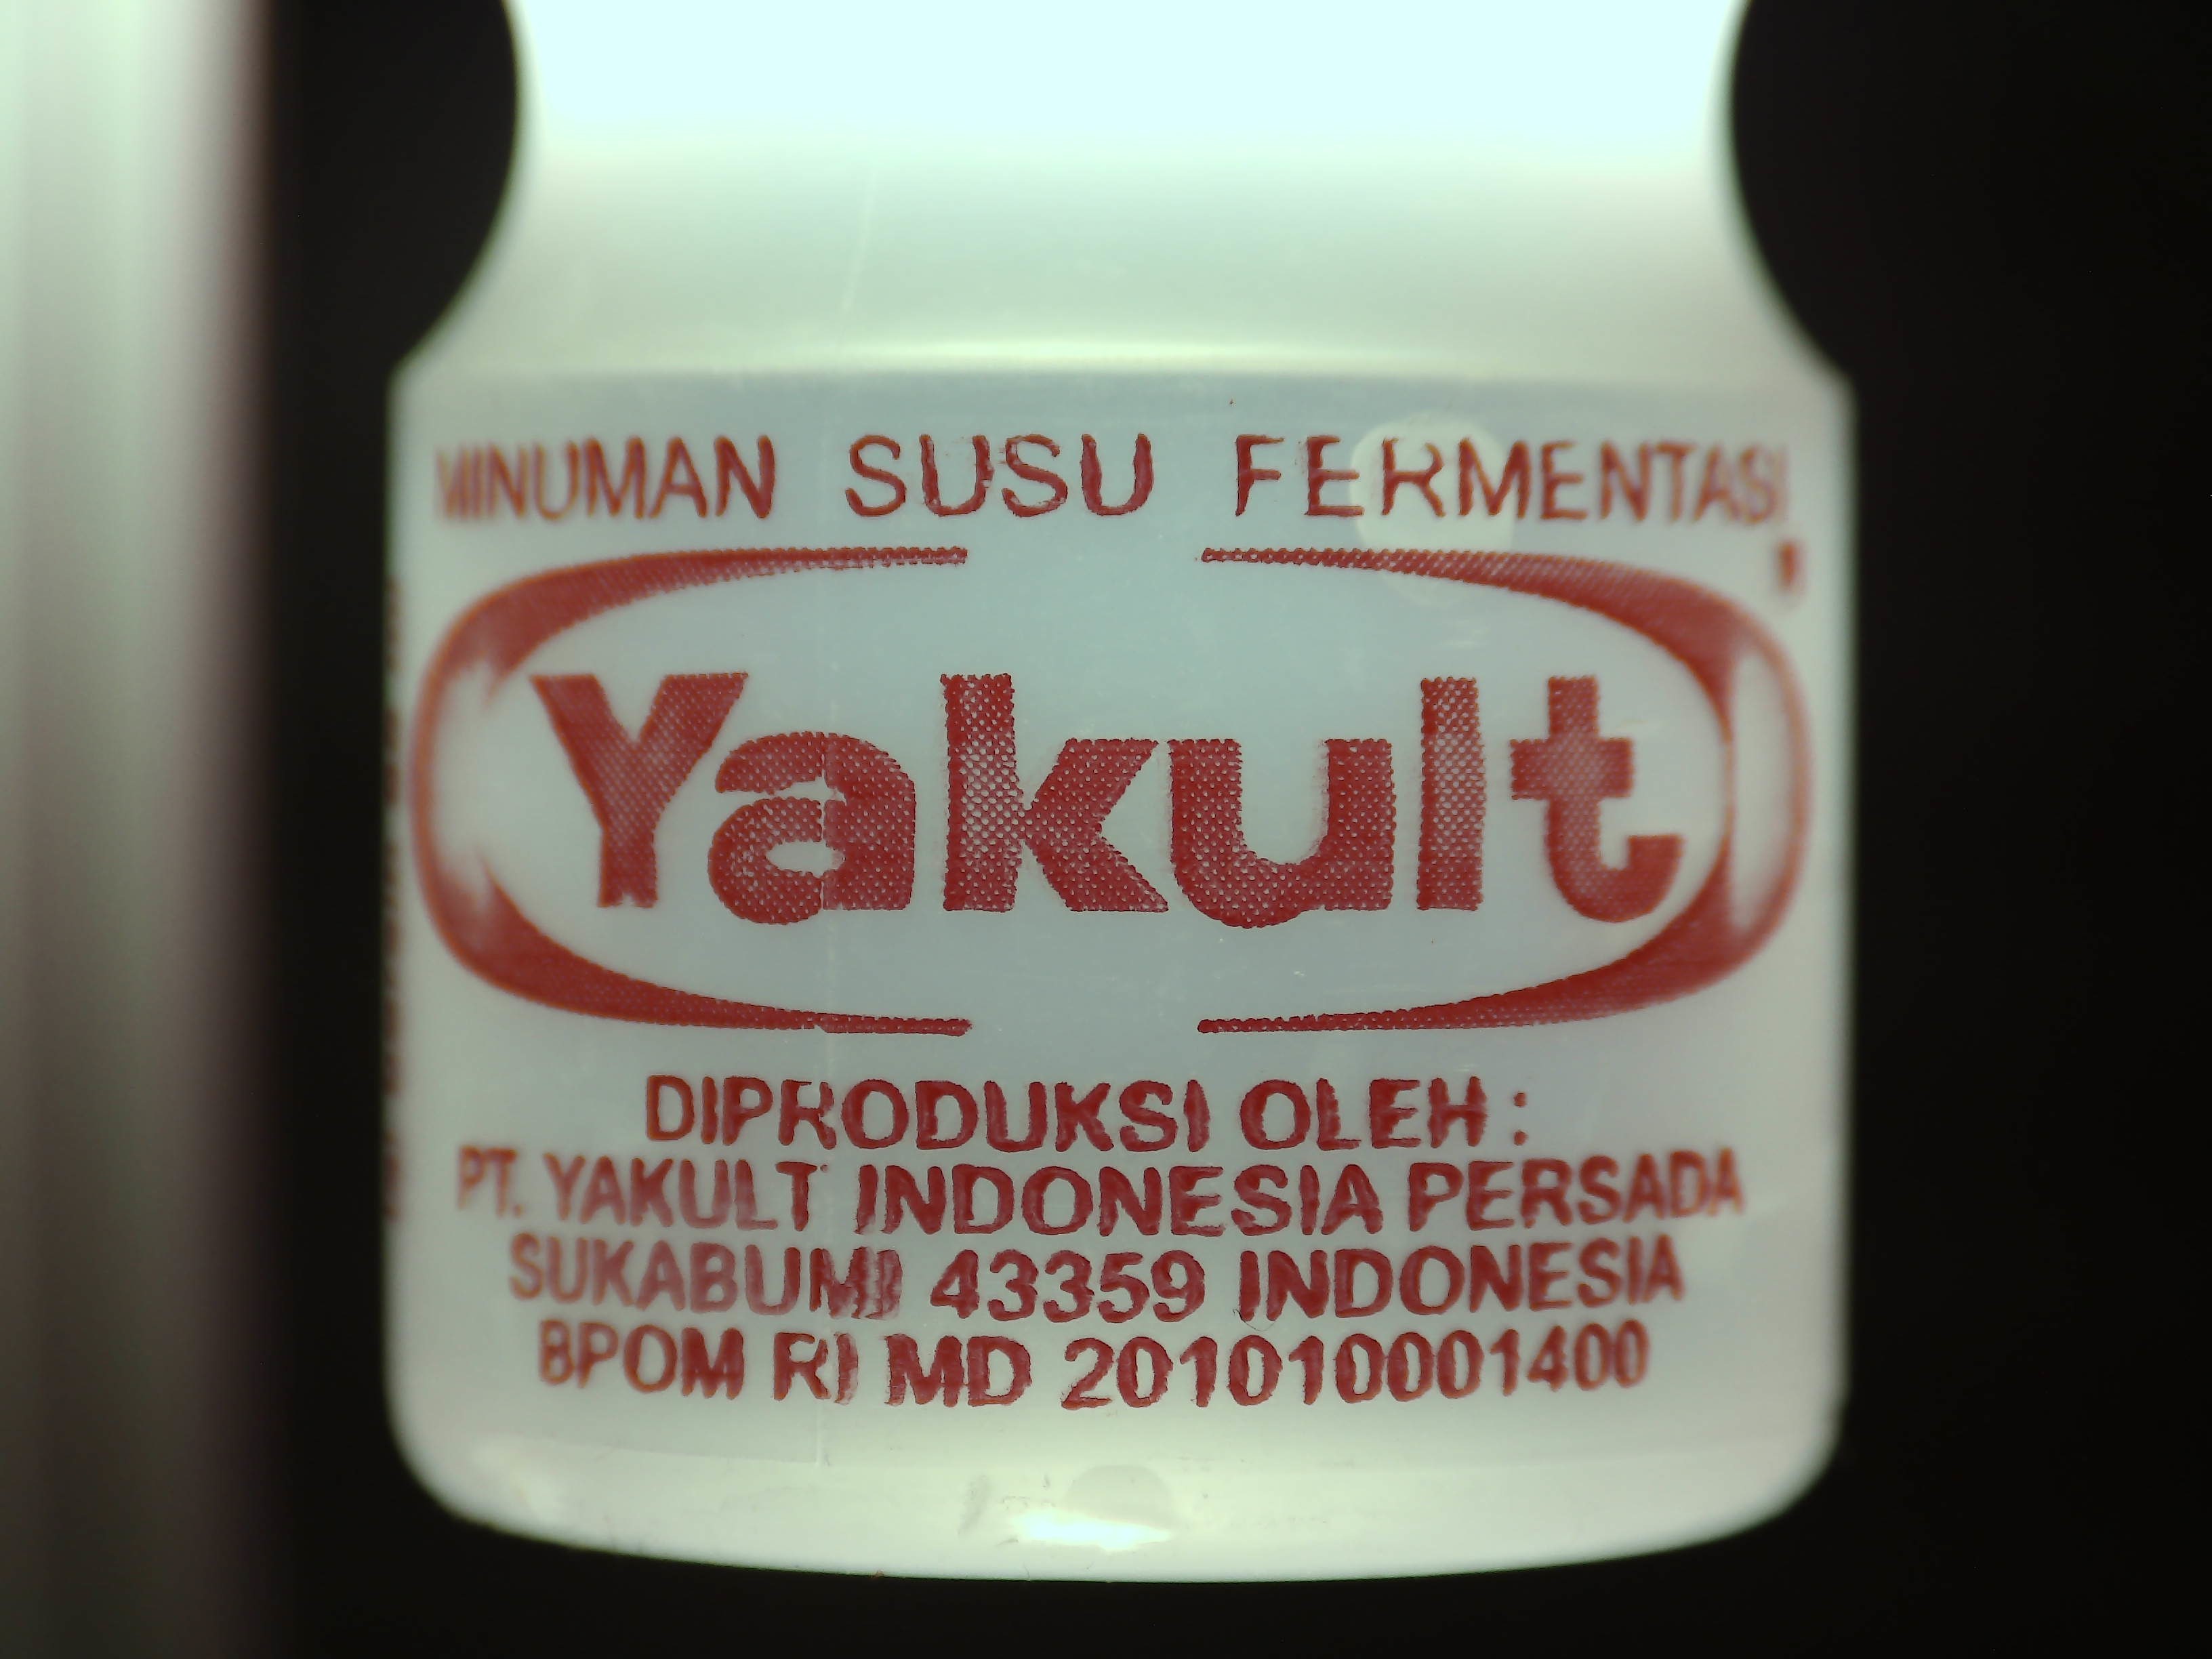 MINUMAN SUSU FERMENTASI
Yakult
DIPRODUKSI OLEH :
PT. YAKULT INDONESIA PERSADA
SUKABUMI 43359 INDONESIA
BPOM RI MD 201010001400